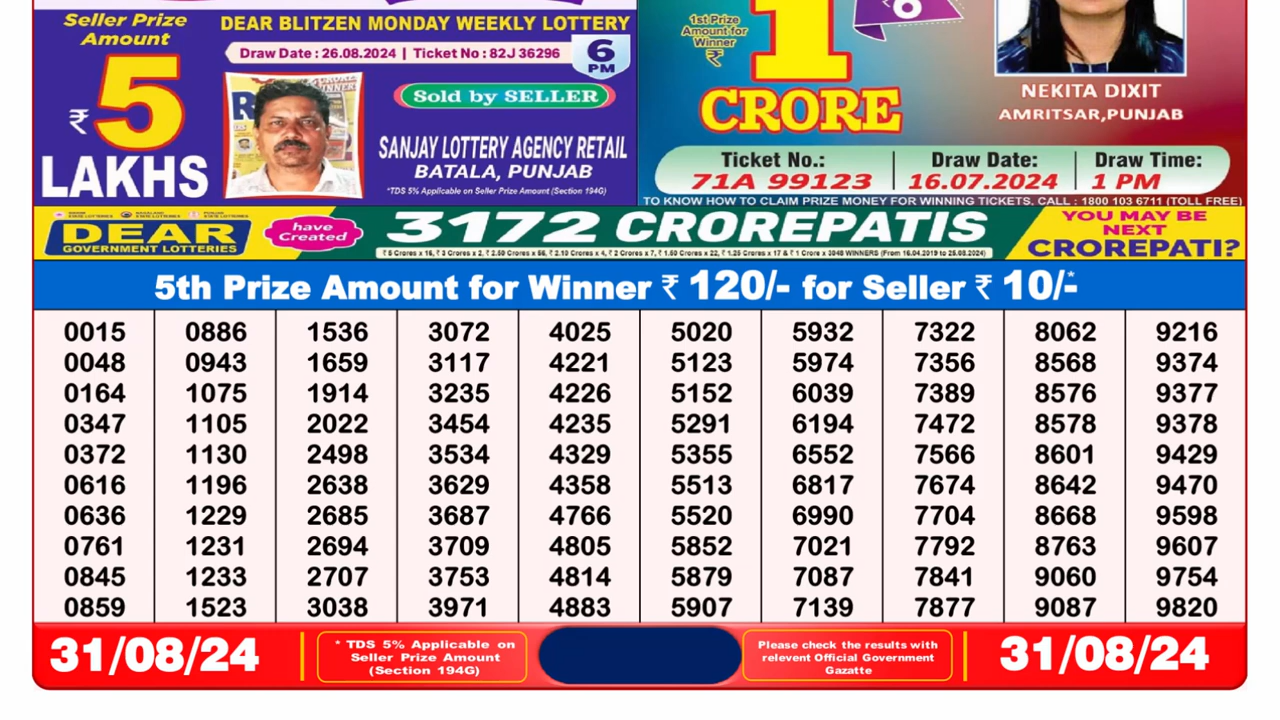 Seller Prize
Amount
₹ 5
LAKHS
DEAR BLITZEN MONDAY WEEKLY LOTTERY
Draw Date : 26.08.2024 | Ticket No : 82J 36296
6
PM
Sold by SELLER
SANJAY LOTTERY AGENCY RETAIL
BATALA, PUNJAB
*TDS 5% Applicable on Seller Prize Amount (Section 194G)
1st Prize
Amount for
Winner
₹
1
CRORE
NEKITA DIXIT
AMRITSAR,PUNJAB
Ticket No.: Draw Date: Draw Time:
71A 99123 16.07.2024 1 PM
TO KNOW HOW TO CLAIM PRIZE MONEY FOR WINNING TICKETS, CALL : 1800 103 6711 (TOLL FREE)
DEAR
GOVERNMENT LOTTERIES
have
Created
3172 CROREPATIS
YOU MAY BE
NEXT
CROREPATI?
5th Prize Amount for Winner ₹ 120/- for Seller ₹ 10/-*
0015 0886 1536 3072 4025 5020 5932 7322 8062 9216
0048 0943 1659 3117 4221 5123 5974 7356 8568 9374
0164 1075 1914 3235 4226 5152 6039 7389 8576 9377
0347 1105 2022 3454 4235 5291 6194 7472 8578 9378
0372 1130 2498 3534 4329 5355 6552 7566 8601 9429
0616 1196 2638 3629 4358 5513 6817 7674 8642 9470
0636 1229 2685 3687 4766 5520 6990 7704 8668 9598
0761 1231 2694 3709 4805 5852 7021 7792 8763 9607
0845 1233 2707 3753 4814 5879 7087 7841 9060 9754
0859 1523 3038 3971 4883 5907 7139 7877 9087 9820
31/08/24
* TDS 5% Applicable on
Seller Prize Amount
(Section 194G)
Please check the results with
relevent Official Government
Gazatte
31/08/24